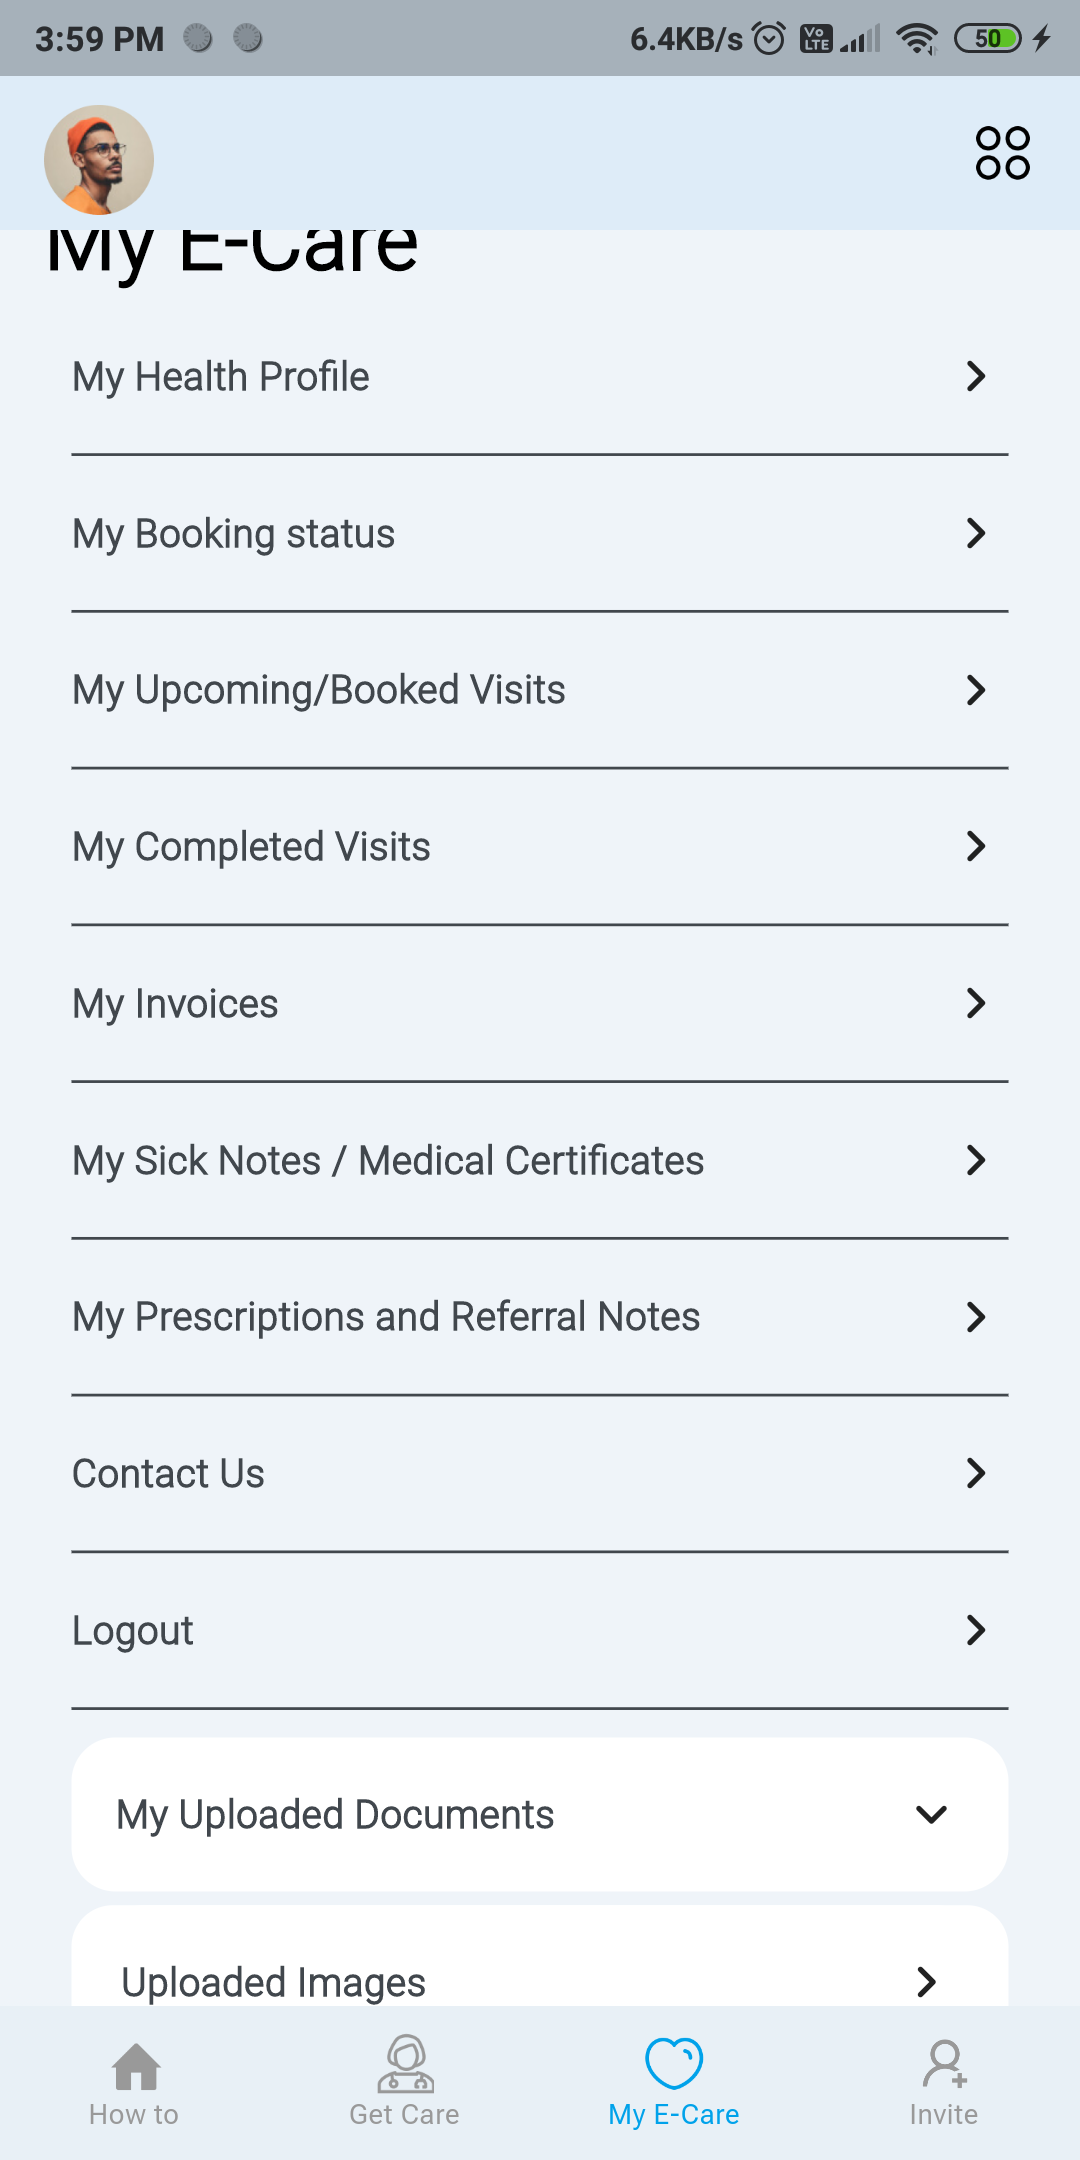 3:59 PM 6.4KB/s Vo LTE 50
My E-Care
My Health Profile
My Booking status
My Upcoming/Booked Visits
My Completed Visits
My Invoices
My Sick Notes / Medical Certificates
My Prescriptions and Referral Notes
Contact Us
Logout
My Uploaded Documents
Uploaded Images
How to Get Care My E-Care Invite